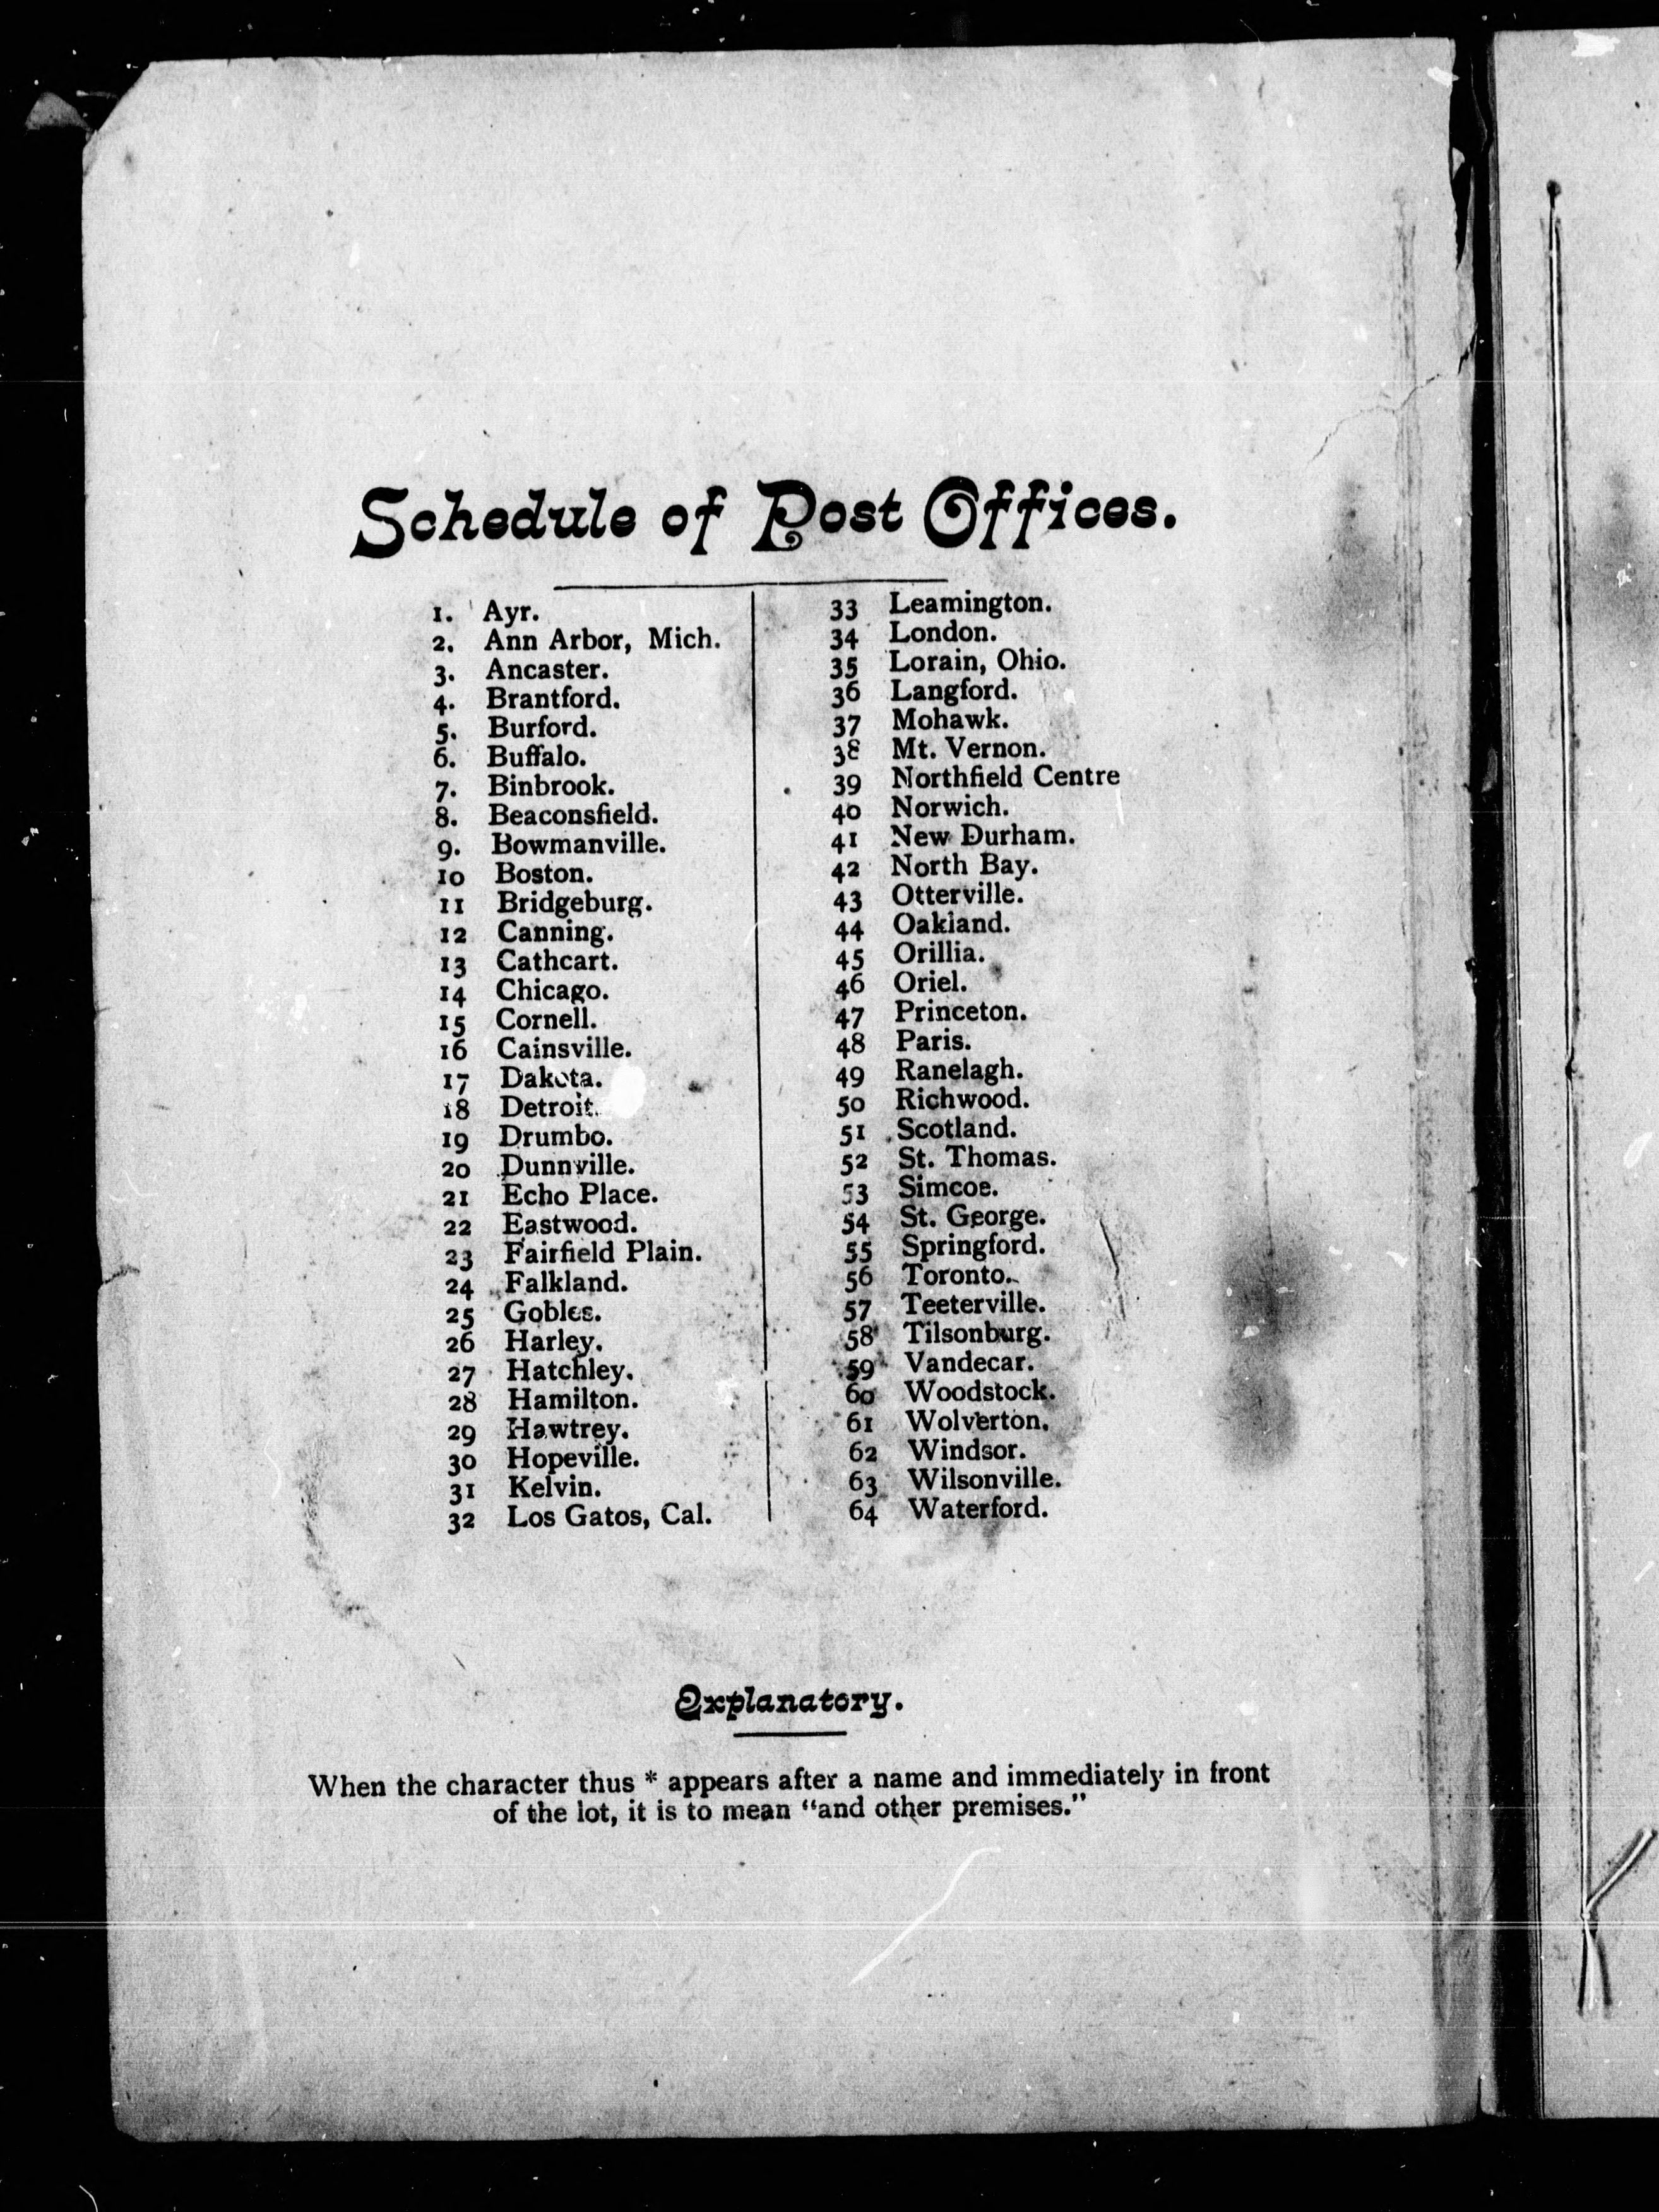 Schedule of Post Offices.
1. Ayr.
2. Ann Arbor, Mich.
3. Ancaster.
4. Brantford.
5. Burford.
6. Buffalo.
7. Binbrook.
8. Beaconsfield.
9. Bowmanville.
10 Boston.
11 Bridgeburg.
12 Canning.
13 Cathcart.
14 Chicago.
15 Cornell.
16 Cainsville.
17 Dakota.
18 Detroit.
19 Drumbo.
20 Dunnville.
21 Echo Place.
22 Eastwood.
23 Fairfield Plain.
24 Falkland.
25 Gobles.
26 Harley.
27 Hatchley.
28 Hamilton.
29 Hawtrey.
30 Hopeville.
31 Kelvin.
32 Los Gatos, Cal.
33 Leamington.
34 London.
35 Lorain, Ohio.
36 Langford.
37 Mohawk.
38 Mt. Vernon.
39 Northfield Centre
40 Norwich.
41 New Durham.
42 North Bay.
43 Otterville.
44 Oakland.
45 Orillia.
46 Oriel.
47 Princeton.
48 Paris.
49 Ranelagh.
50 Richwood.
51 Scotland.
52 St. Thomas.
53 Simcoe.
54 St. George.
55 Springford.
56 Toronto.
57 Teeterville.
58 Tilsonburg.
59 Vandecar.
60 Woodstock.
61 Wolverton.
62 Windsor.
63 Wilsonville.
64 Waterford.
Explanatory.
When the character thus * appears after a name and immediately in front
of the lot, it is to mean "and other premises."